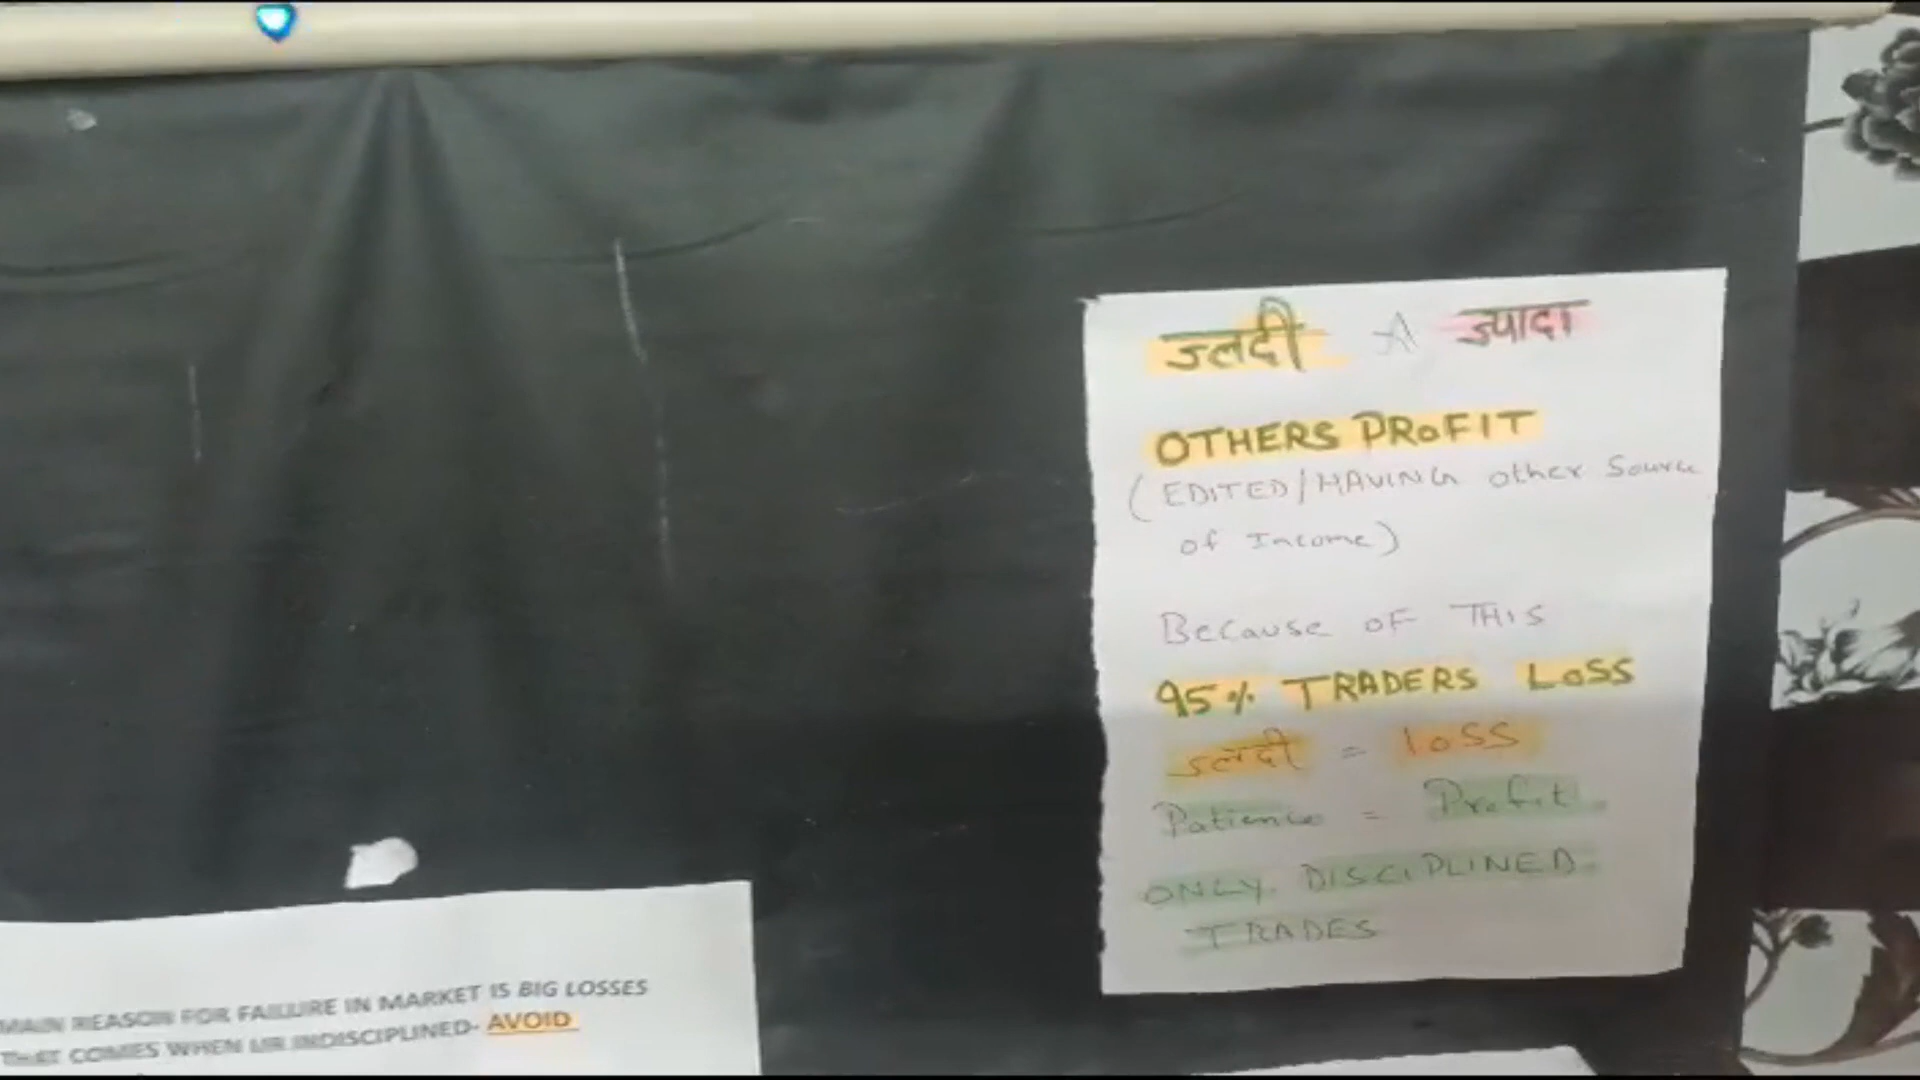 जल्दी ज्यादा
OTHERS PROFIT
(EDITED/HAVING other Source
of Income)
Because OF THIS
95% TRADERS LOSS
जल्दी = LOSS
Patience = Profit
ONLY. DISCIPLINED.
TRADES
MAIN REASON FOR FAILURE IN MARKET IS BIG LOSSES
THAT COMES WHEN UR INDISCIPLINED- AVOID